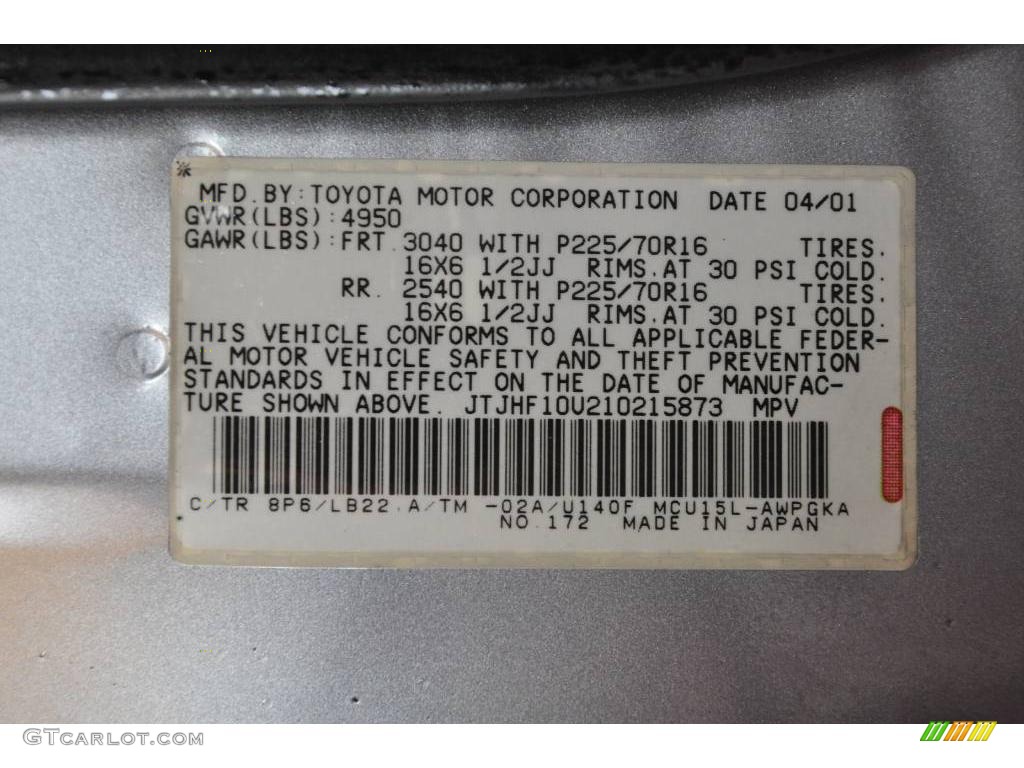 MFD.BY:TOYOTA MOTOR CORPORATION DATE 04/01
GVWR(LBS):4950
GAWR(LBS):FRT.3040 WITH P225/70R16 TIRES.
16X6 1/2JJ RIMS.AT 30 PSI COLD.
RR. 2540 WITH P225/70R16 TIRES.
16X6 1/2JJ RIMS.AT 30 PSI COLD.
THIS VEHICLE CONFORMS TO ALL APPLICABLE FEDER-
AL MOTOR VEHICLE SAFETY AND THEFT PREVENTION
STANDARDS IN EFFECT ON THE DATE OF MANUFAC-
TURE SHOWN ABOVE. JTJHF10U210215873 MPV
C/TR 8P6/LB22 A/TM -02A/U140F MCU15L-AWPGKA
NO.172 MADE IN JAPAN
GTcarlot.com